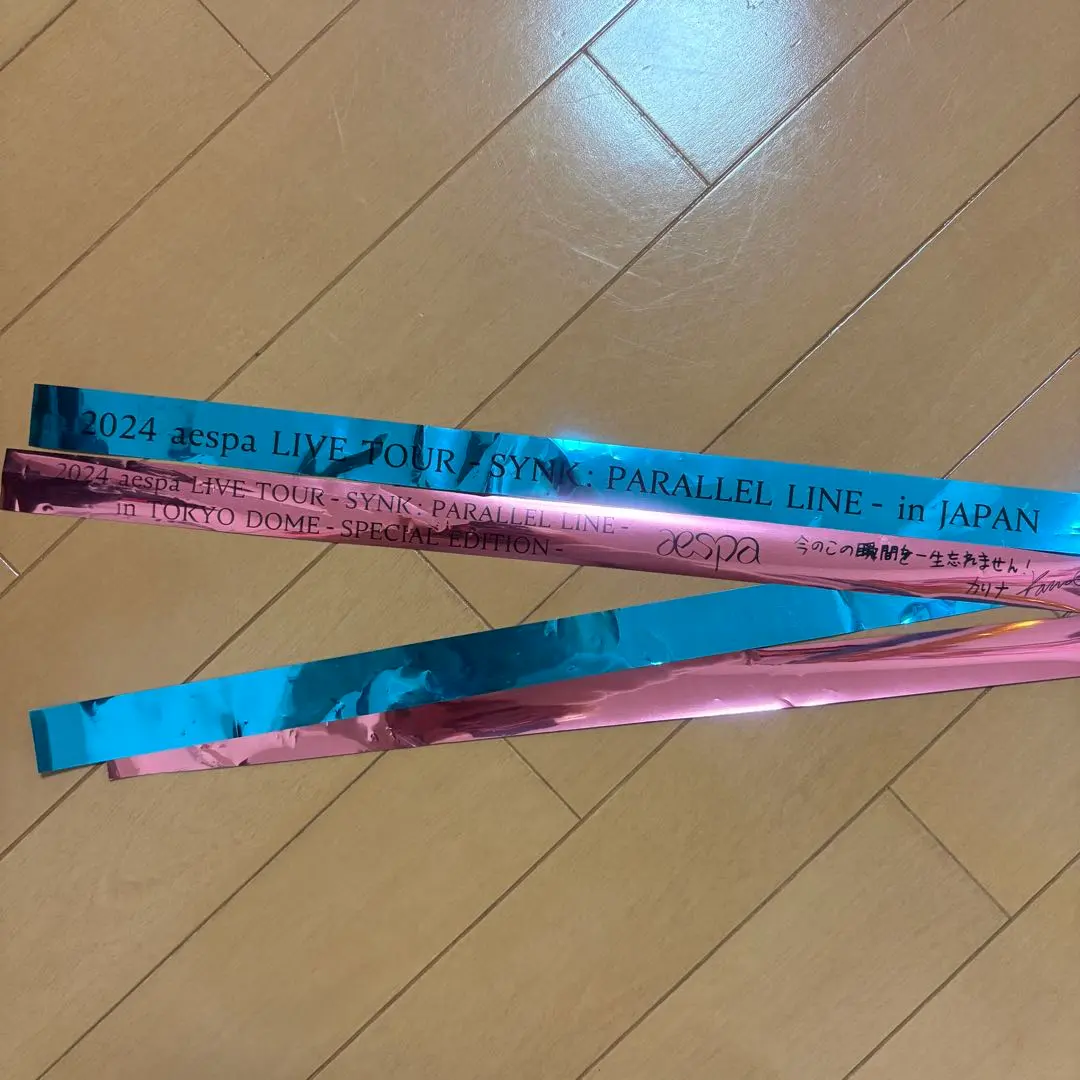 2024 aespa LIVE TOUR - SYNK : PARALLEL LINE - in JAPAN
2024 aespa LIVE TOUR - SYNK : PARALLEL LINE -
in TOKYO DOME - SPECIAL EDITION -
aespa
今のこの瞬間を一生忘れません!
カリナ